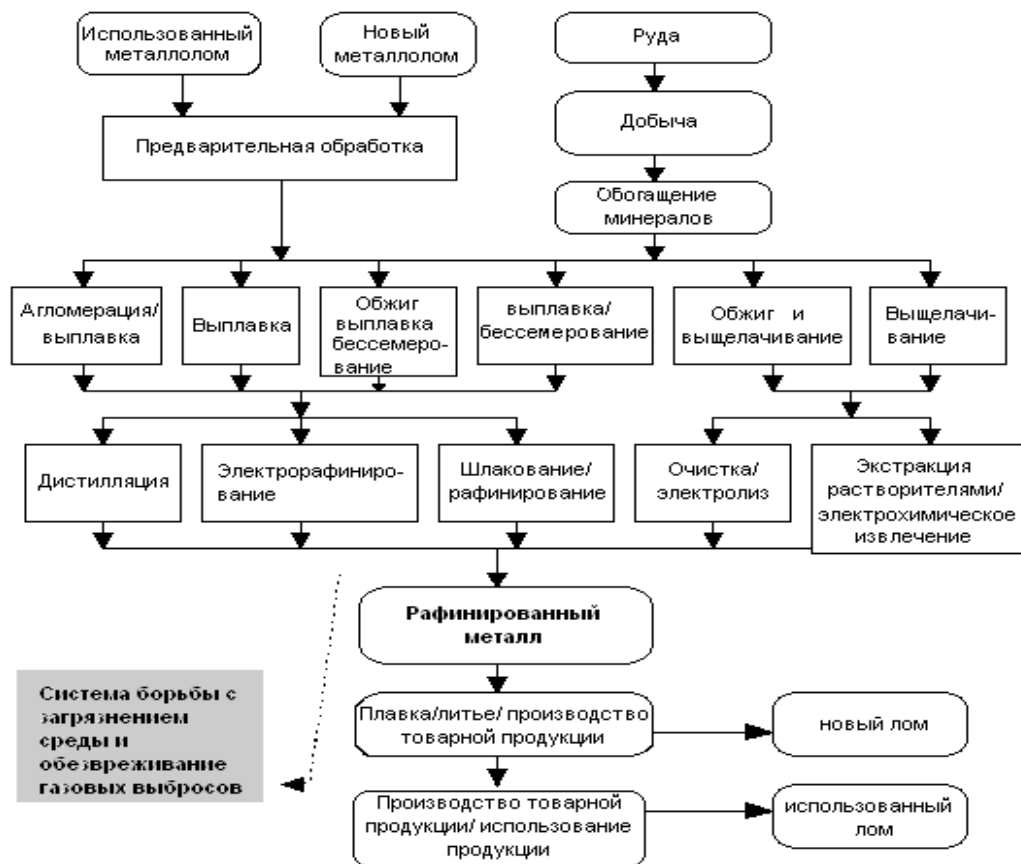 Использованный
металлолом
Новый
металлолом
Руда
Добыча
Предварительная обработка
Обогащение
минералов
Агломерация/
выплавка
Выплавка
Обжиг
выплавка
бессемеро-
вание
выплавка/
бессемерование
Обжиг и
выщелачивание
Выщелачи-
вание
Дистилляция
Электрорафиниро-
вание
Шлакование/
рафинирование
Очистка/
электролиз
Экстракция
растворителями/
электрохимическое
извлечение
Рафинированный
металл
Система борьбы с
загрязнением
среды и
обезвреживание
газовых выбросов
Плавка/литье/ производство
товарной продукции
новый лом
Производство товарной
продукции/ использование
продукции
использованный
лом